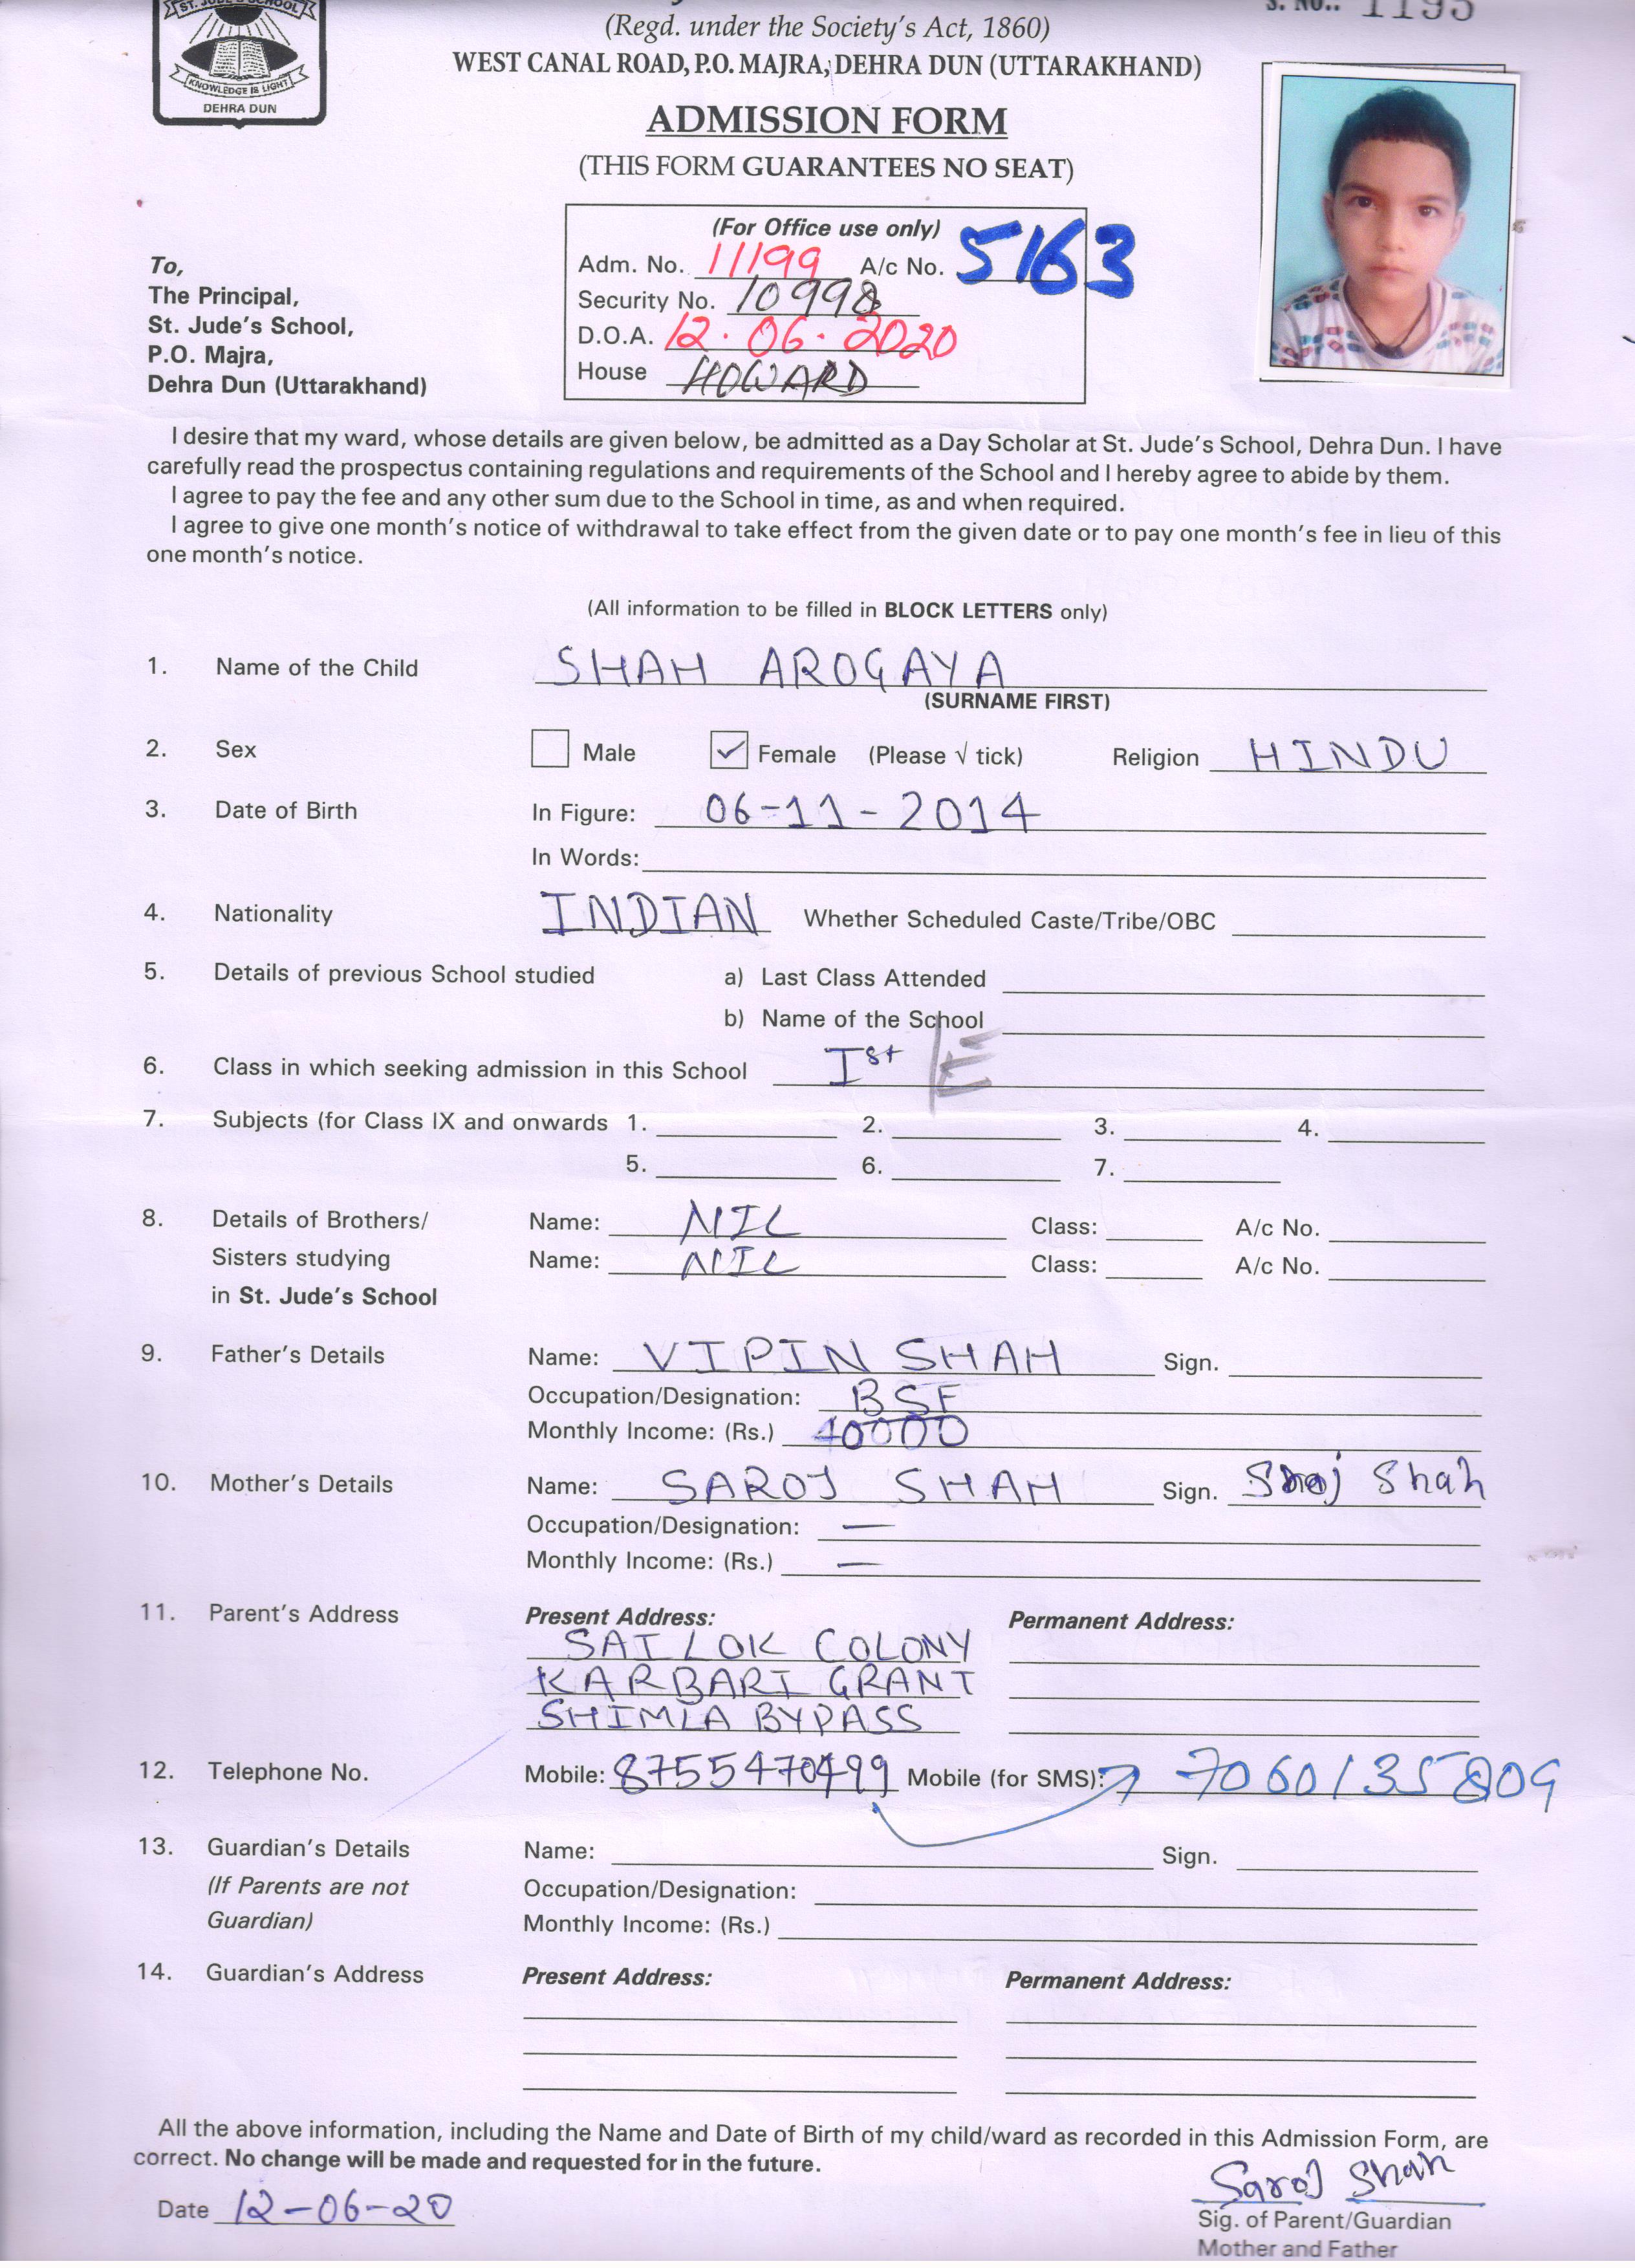 ST. JUDE'S SCHOOL
KNOWLEDGE IS LIGHT
DEHRA DUN
S. No.: 1195
(Regd. under the Society's Act, 1860)
WEST CANAL ROAD, P.O. MAJRA, DEHRA DUN (UTTARAKHAND)
ADMISSION FORM
(THIS FORM GUARANTEES NO SEAT)
(For Office use only)
Adm. No. 11199 A/c No. 5163
Security No. 10998
D.O.A. 12.06.2020
House HOWARD
To,
The Principal,
St. Jude's School,
P.O. Majra,
Dehra Dun (Uttarakhand)
I desire that my ward, whose details are given below, be admitted as a Day Scholar at St. Jude's School, Dehra Dun. I have
carefully read the prospectus containing regulations and requirements of the School and I hereby agree to abide by them.
I agree to pay the fee and any other sum due to the School in time, as and when required.
I agree to give one month's notice of withdrawal to take effect from the given date or to pay one month's fee in lieu of this
one month's notice.
(All information to be filled in BLOCK LETTERS only)
1. Name of the Child SHAH AROGAYA
(SURNAME FIRST)
2. Sex Male ✓ Female (Please √ tick) Religion HINDU
3. Date of Birth In Figure: 06-11-2014
In Words:
4. Nationality INDIAN Whether Scheduled Caste/Tribe/OBC
5. Details of previous School studied a) Last Class Attended
b) Name of the School
6. Class in which seeking admission in this School Ist E
7. Subjects (for Class IX and onwards 1. 2. 3. 4.
5. 6. 7.
8. Details of Brothers/ Name: NIL Class: A/c No.
Sisters studying Name: NIL Class: A/c No.
in St. Jude's School
9. Father's Details Name: VIPIN SHAH Sign.
Occupation/Designation: BSF
Monthly Income: (Rs.) 40000
10. Mother's Details Name: SAROJ SHAH Sign. Saroj Shah
Occupation/Designation: —
Monthly Income: (Rs.) —
11. Parent's Address Present Address: Permanent Address:
SAI LOK COLONY
KARBARI GRANT
SHIMLA BYPASS
12. Telephone No. Mobile: 8755470499 Mobile (for SMS): 7060135809
13. Guardian's Details Name: Sign.
(If Parents are not Occupation/Designation:
Guardian) Monthly Income: (Rs.)
14. Guardian's Address Present Address: Permanent Address:
All the above information, including the Name and Date of Birth of my child/ward as recorded in this Admission Form, are
correct. No change will be made and requested for in the future.
Saroj Shah
Date 12-06-20
Sig. of Parent/Guardian
Mother and Father